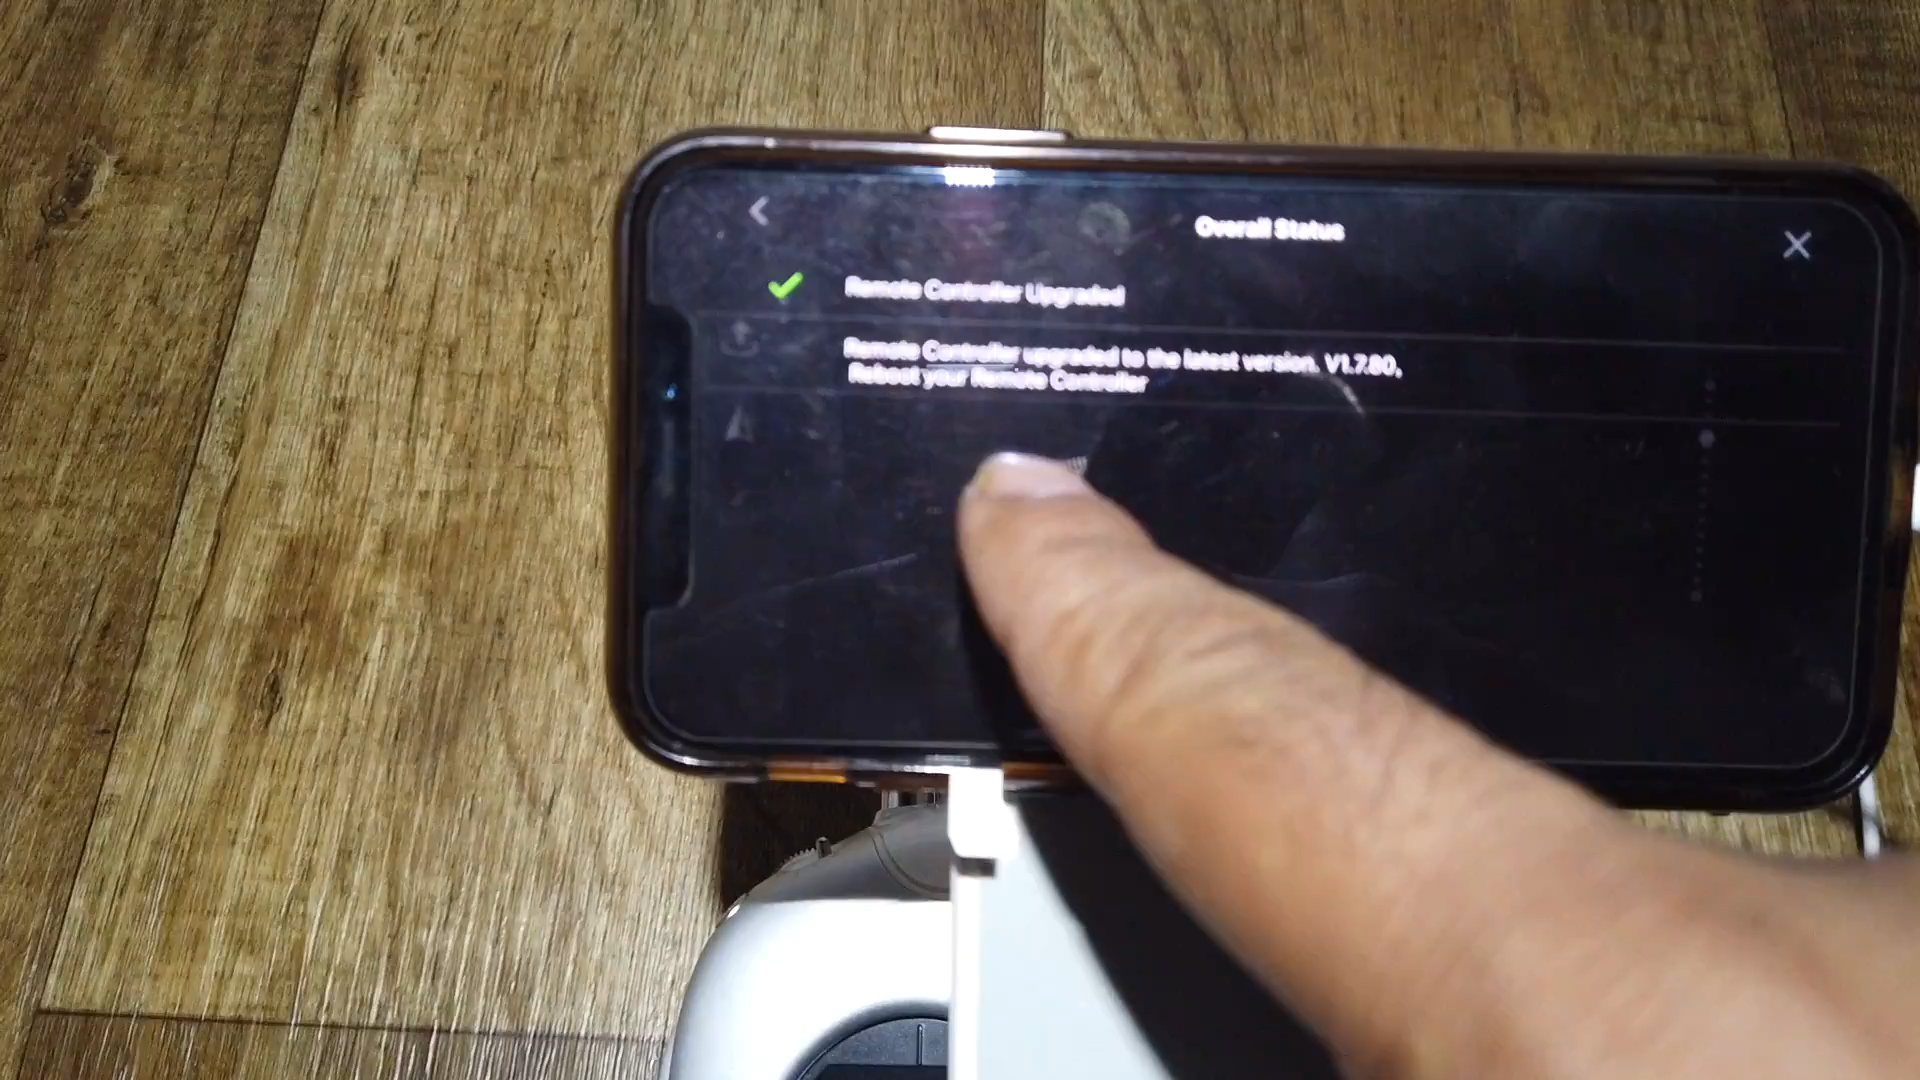 Overall Status
Remote Controller Upgraded
Remote Controller upgraded to the latest version. V1.7.80,
Reboot your Remote Controller